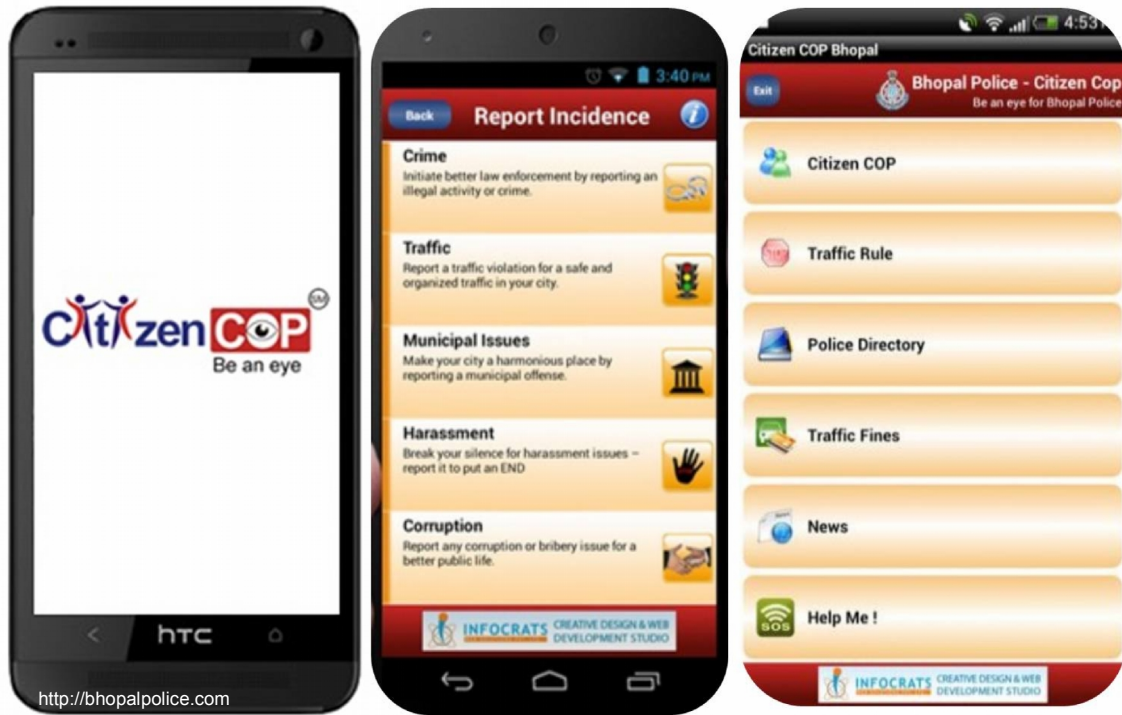 CitizenCOP
SM
Be an eye
hTC
http://bhopalpolice.com
3:40 PM
Back
Report Incidence
i
Crime
Initiate better law enforcement by reporting an
illegal activity or crime.
Traffic
Report a traffic violation for a safe and
organized traffic in your city.
Municipal Issues
Make your city a harmonious place by
reporting a municipal offense.
Harassment
Break your silence for harassment issues –
report it to put an END
Corruption
Report any corruption or bribery issue for a
better public life.
INFOCRATS
CREATIVE DESIGN & WEB
DEVELOPMENT STUDIO
4:53
Citizen COP Bhopal
Exit
Bhopal Police - Citizen Cop
Be an eye for Bhopal Police
Citizen COP
Traffic Rule
Police Directory
Traffic Fines
News
SOS
Help Me !
INFOCRATS
CREATIVE DESIGN & WEB
DEVELOPMENT STUDIO